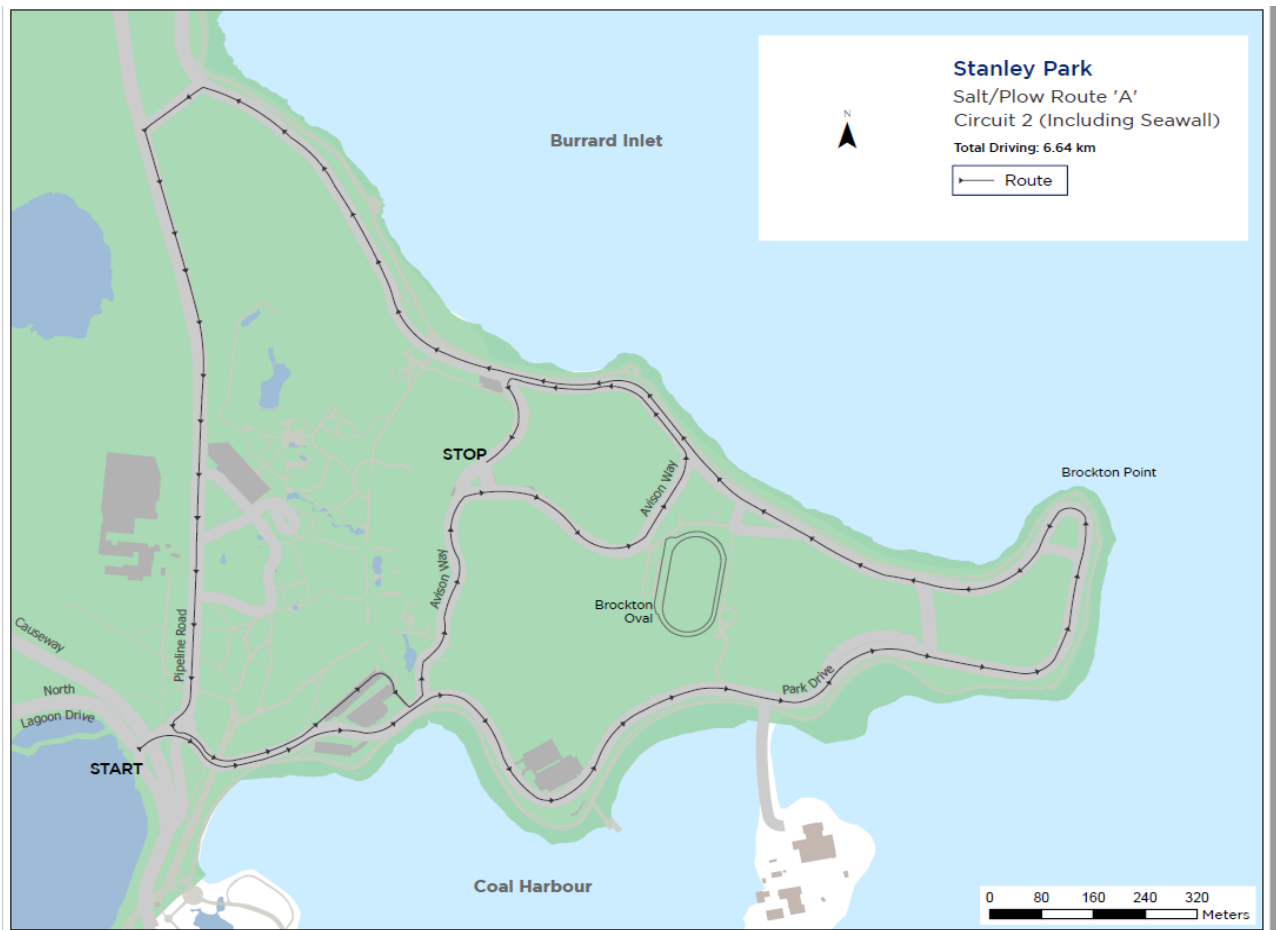 Stanley Park
Salt/Plow Route 'A'
Circuit 2 (Including Seawall)
Total Driving: 6.64 km
N
Route
Burrard Inlet
STOP
Brockton Point
Avison Way
Avison Way
Brockton
Oval
Pipeline Road
Causeway
North
Lagoon Drive
Park Drive
START
Coal Harbour
0 80 160 240 320
Meters